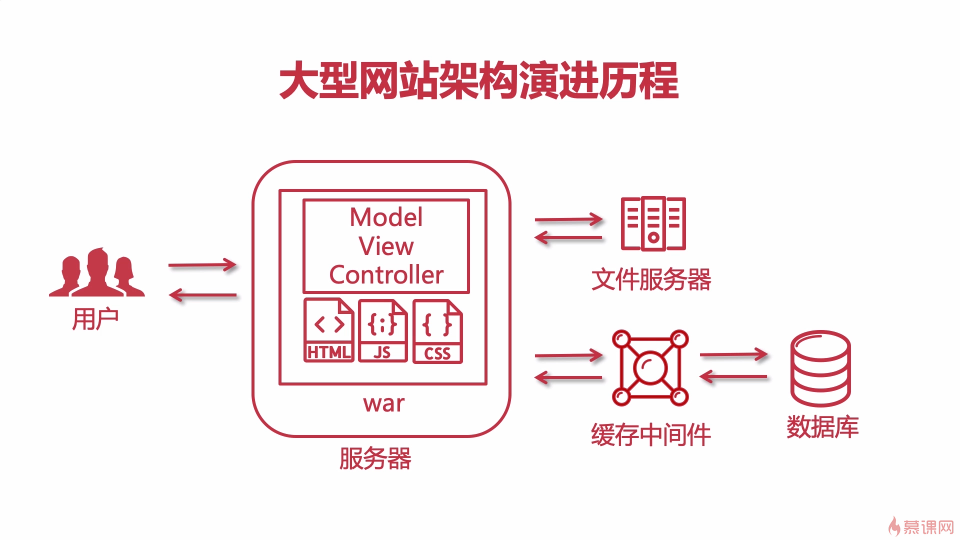 大型网站架构演进历程
Model
View
Controller
HTML
JS
CSS
war
服务器
用户
文件服务器
缓存中间件
数据库
慕课网